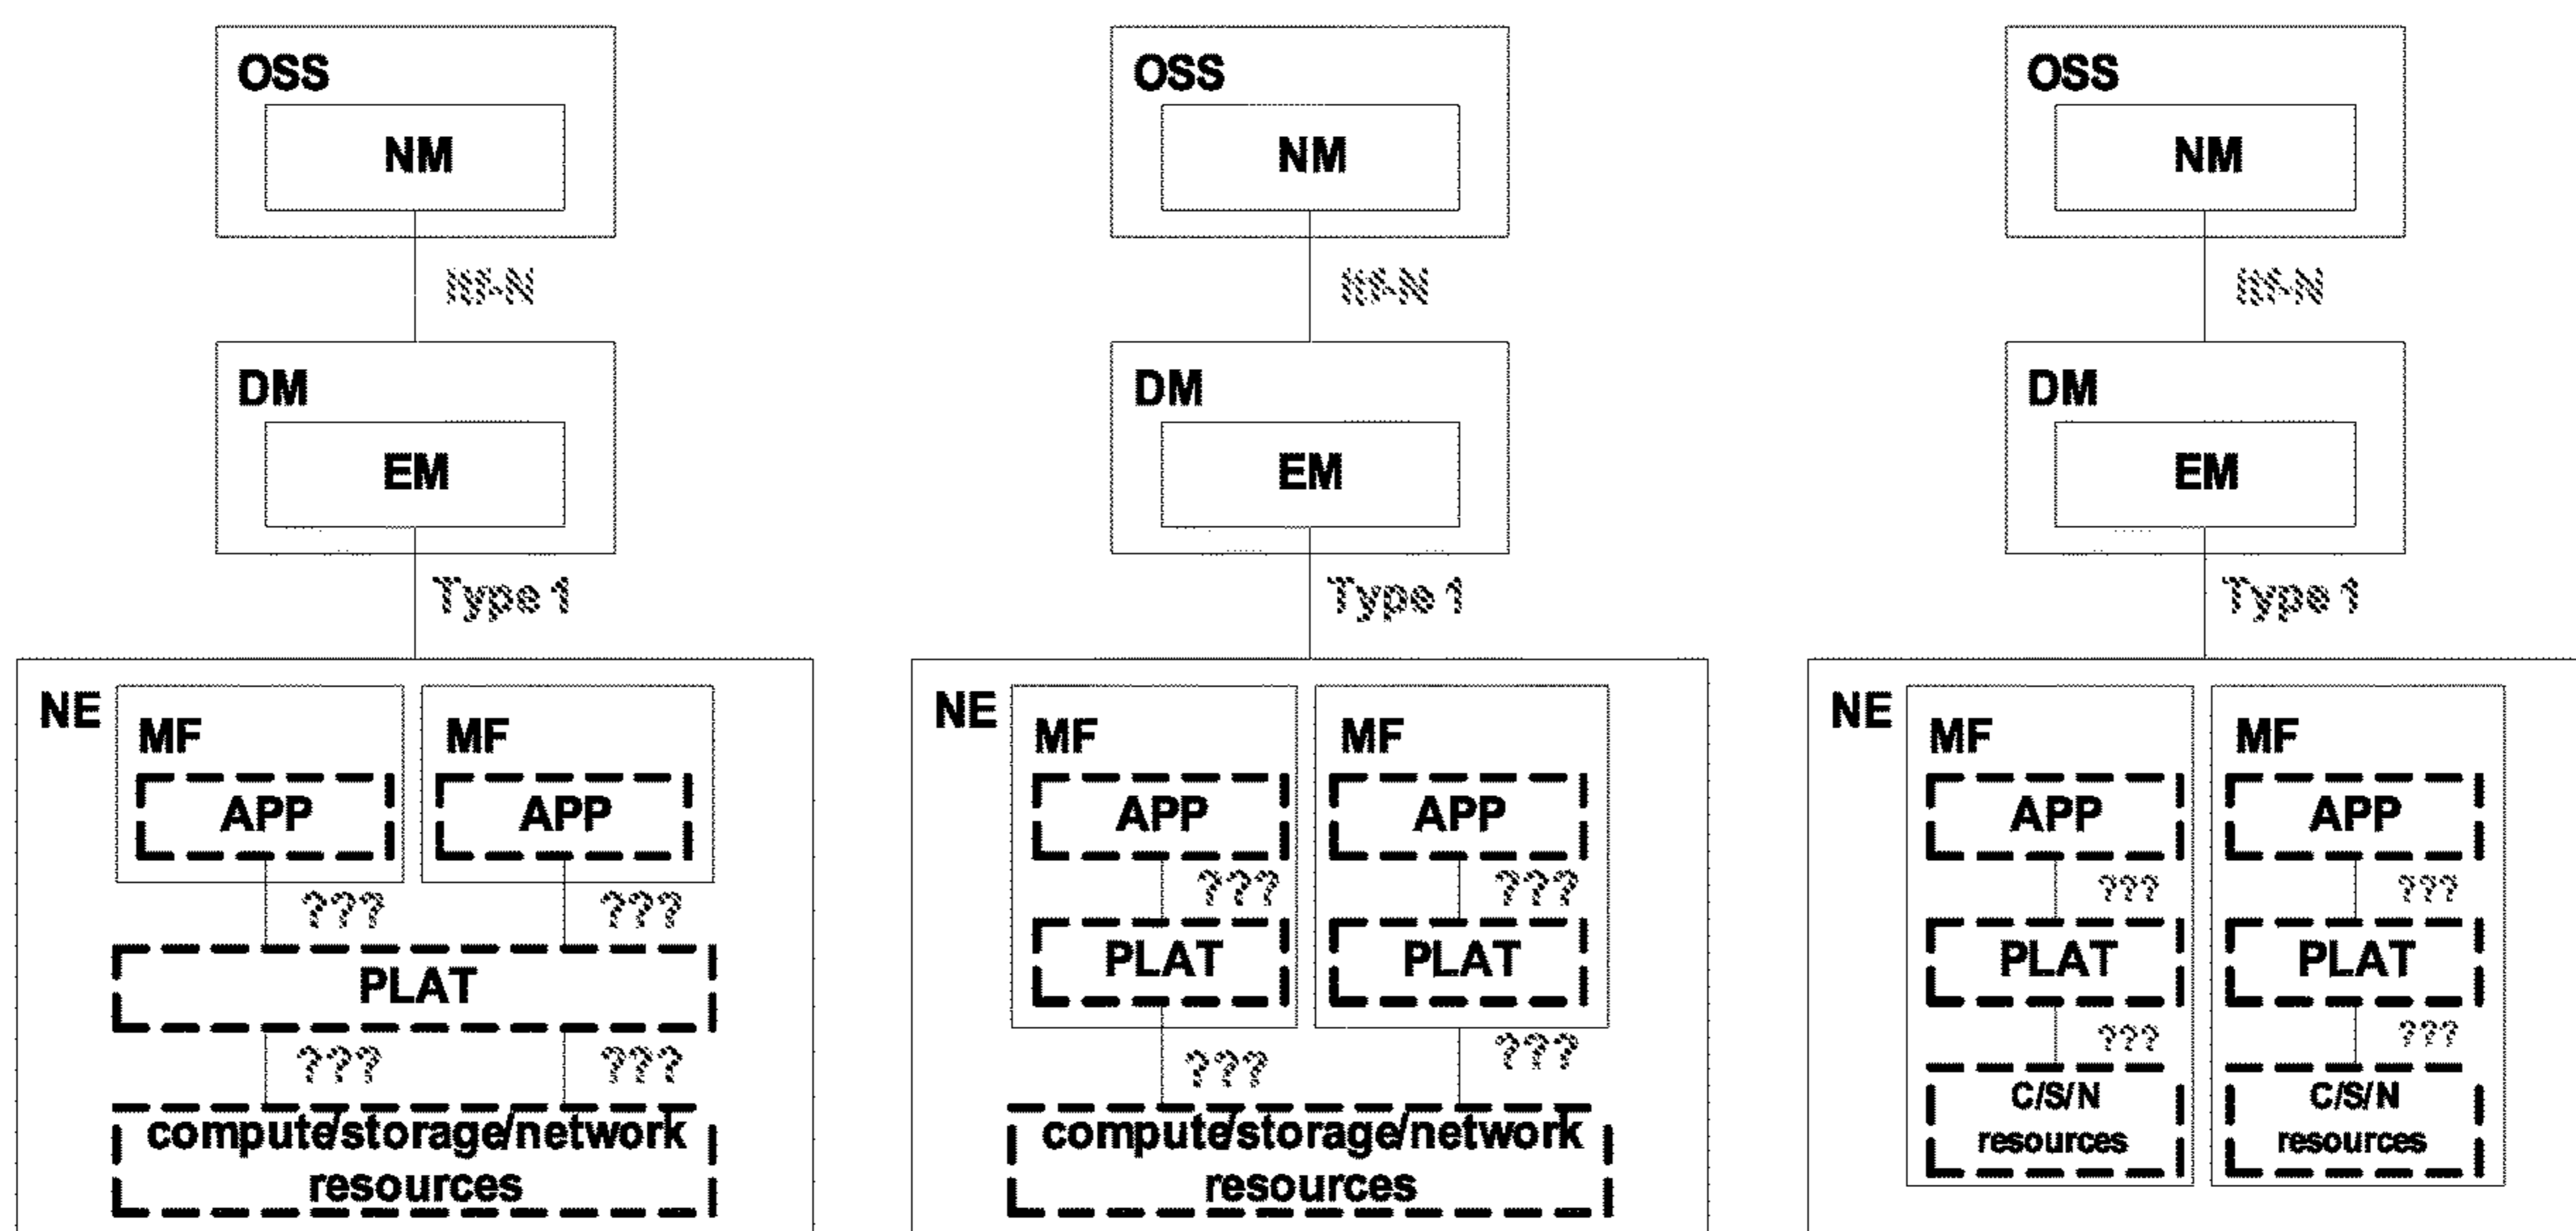 OSS
NM
Itf-N
DM
EM
Type 1
NE
MF
APP
???
MF
APP
???
PLAT
???
???
compute/storage/network
resources
OSS
NM
Itf-N
DM
EM
Type 1
NE
MF
APP
???
PLAT
???
MF
APP
???
PLAT
???
compute/storage/network
resources
OSS
NM
Itf-N
DM
EM
Type 1
NE
MF
APP
???
PLAT
???
C/S/N
resources
MF
APP
???
PLAT
???
C/S/N
resources